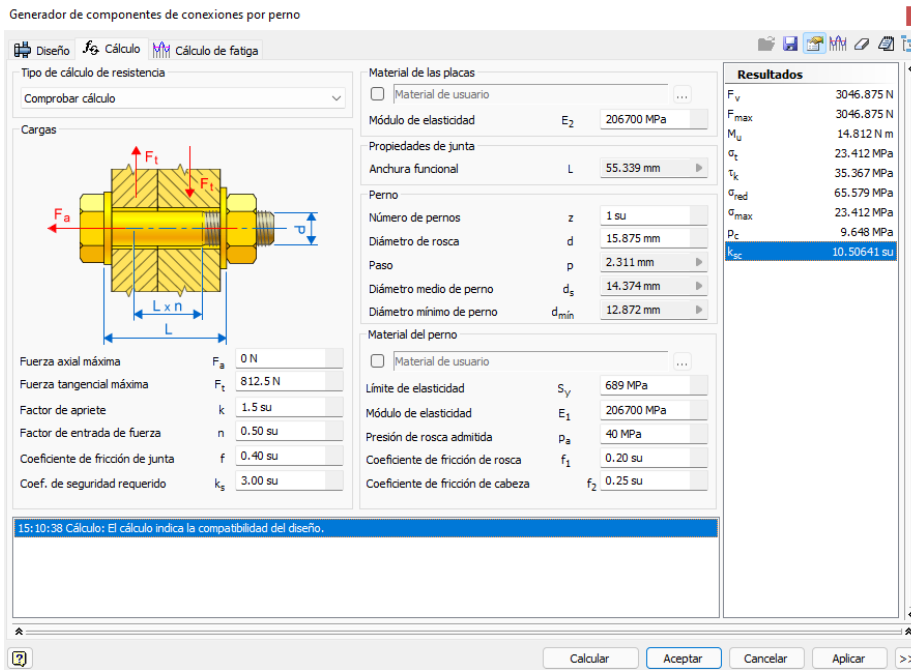 Generador de componentes de conexiones por perno
Diseño
fG Cálculo
Cálculo de fatiga
Tipo de cálculo de resistencia
Comprobar cálculo
Cargas
Ft
Ft
Fa
d
L x n
L
Fuerza axial máxima Fa 0 N
Fuerza tangencial máxima Ft 812.5 N
Factor de apriete k 1.5 su
Factor de entrada de fuerza n 0.50 su
Coeficiente de fricción de junta f 0.40 su
Coef. de seguridad requerido ks 3.00 su
Material de las placas
Material de usuario ...
Módulo de elasticidad E2 206700 MPa
Propiedades de junta
Anchura funcional L 55.339 mm
Perno
Número de pernos z 1 su
Diámetro de rosca d 15.875 mm
Paso p 2.311 mm
Diámetro medio de perno ds 14.374 mm
Diámetro mínimo de perno dmín 12.872 mm
Material del perno
Material de usuario ...
Límite de elasticidad Sy 689 MPa
Módulo de elasticidad E1 206700 MPa
Presión de rosca admitida pa 40 MPa
Coeficiente de fricción de rosca f1 0.20 su
Coeficiente de fricción de cabeza f2 0.25 su
Resultados
Fv 3046.875 N
Fmax 3046.875 N
Mu 14.812 N m
σt 23.412 MPa
τk 35.367 MPa
σred 65.579 MPa
σmax 23.412 MPa
pc 9.648 MPa
ksc 10.50641 su
15:10:38 Cálculo: El cálculo indica la compatibilidad del diseño.
?
Calcular
Aceptar
Cancelar
Aplicar
>>